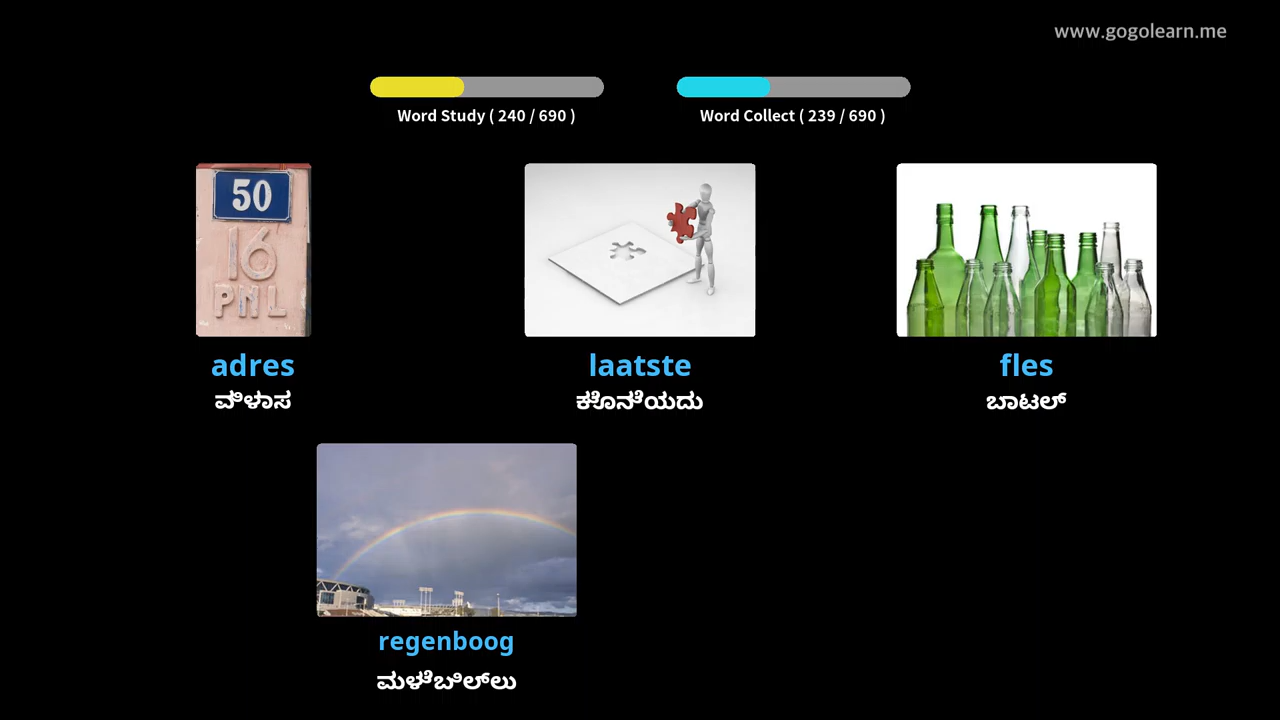 www.gogolearn.me
Word Study ( 240 / 690 )
Word Collect ( 239 / 690 )
50
16
PNL
adres
ವಿಳಾಸ
laatste
ಕೊನೆಯದು
fles
ಬಾಟಲ್
regenboog
ಮಳೆಬಿಲ್ಲು